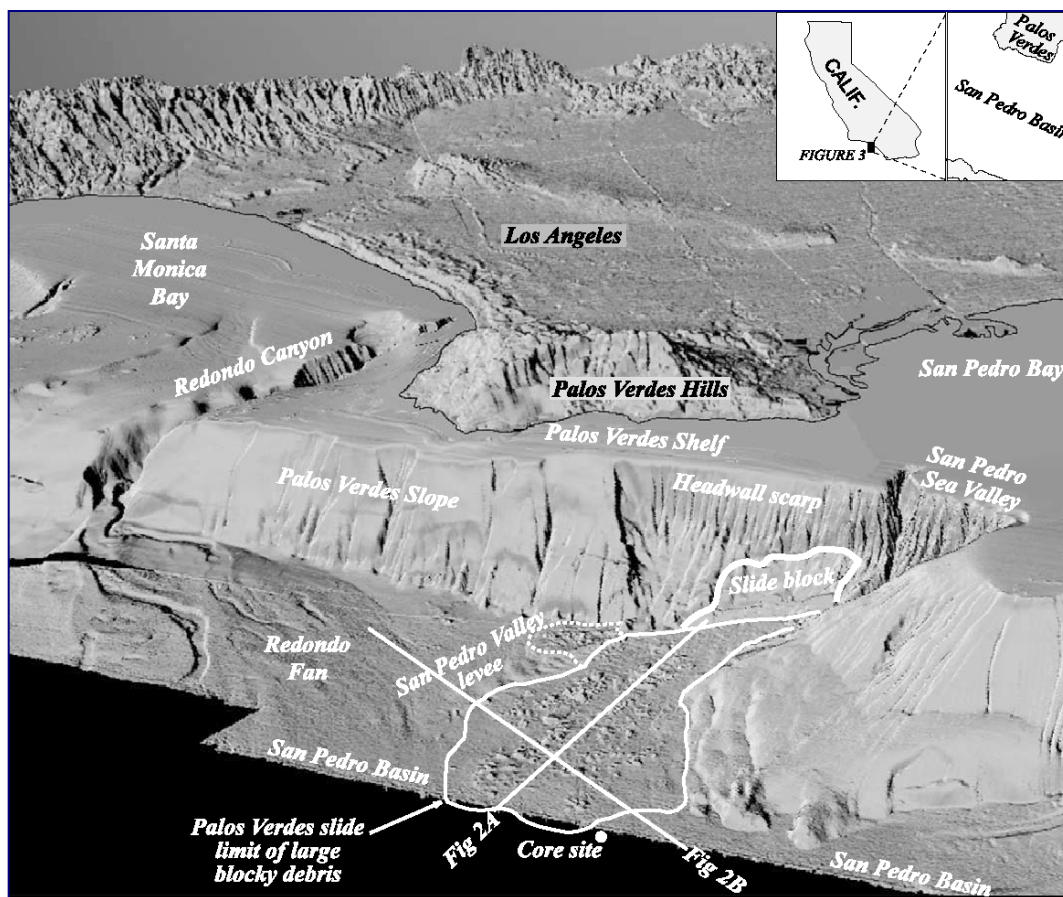 CALIF.
FIGURE 3
Palos
Verdes
San Pedro Basin
Santa
Monica
Bay
Los Angeles
Redondo Canyon
San Pedro Bay
Palos Verdes Hills
Palos Verdes Shelf
San Pedro
Sea Valley
Palos Verdes Slope
Headwall scarp
Slide block
Redondo
Fan
San Pedro Valley
levee
San Pedro Basin
Palos Verdes slide
limit of large
blocky debris
Fig 2A
Core site
Fig 2B
San Pedro Basin